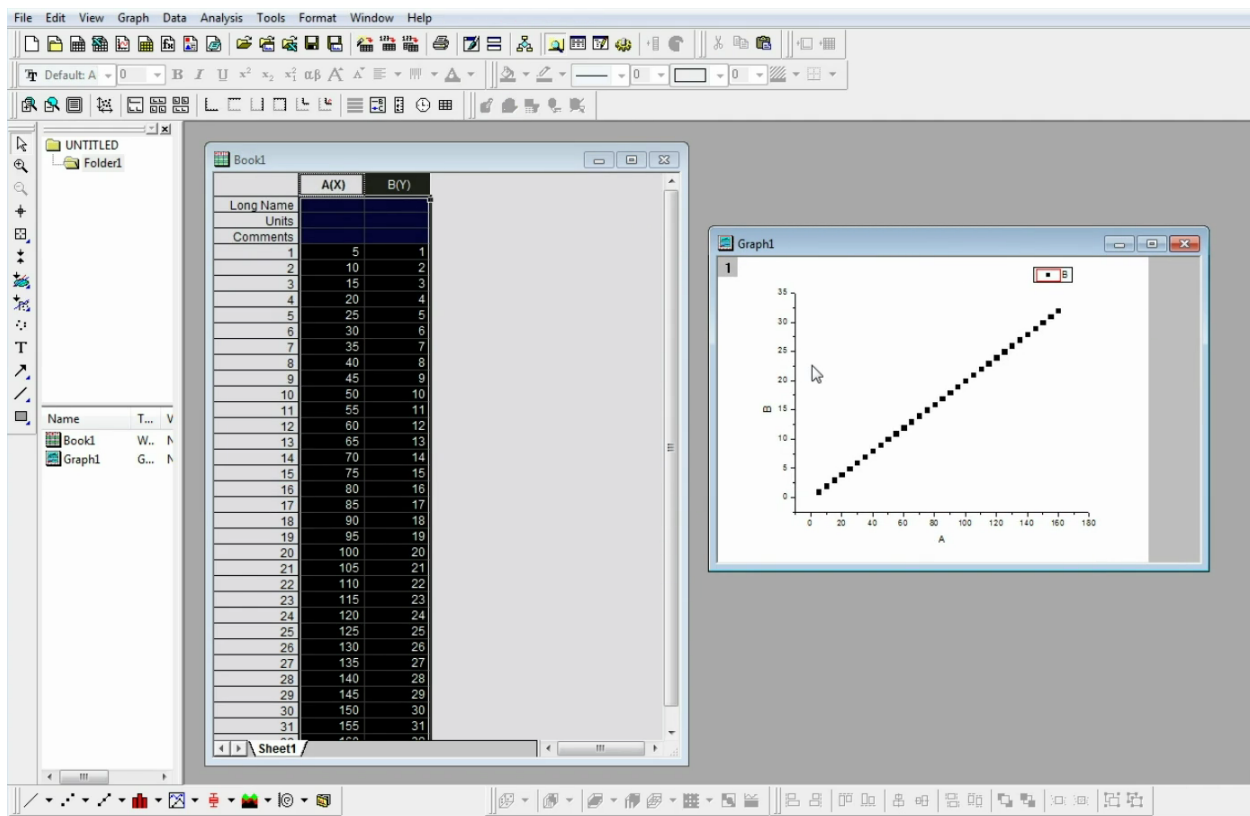 File Edit View Graph Data Analysis Tools Format Window Help
Default: A 0 B I U x² x₂ αβ A A A 0 0
UNTITLED
Folder1
Name T... V
Book1 W.. N
Graph1 G... N
T
Book1
A(X) B(Y)
Long Name
Units
Comments
1 5 1
2 10 2
3 15 3
4 20 4
5 25 5
6 30 6
7 35 7
8 40 8
9 45 9
10 50 10
11 55 11
12 60 12
13 65 13
14 70 14
15 75 15
16 80 16
17 85 17
18 90 18
19 95 19
20 100 20
21 105 21
22 110 22
23 115 23
24 120 24
25 125 25
26 130 26
27 135 27
28 140 28
29 145 29
30 150 30
31 155 31
Sheet1
Graph1
1
B
35
30
25
20
15
10
5
0
B
0 20 40 60 80 100 120 140 160 180
A